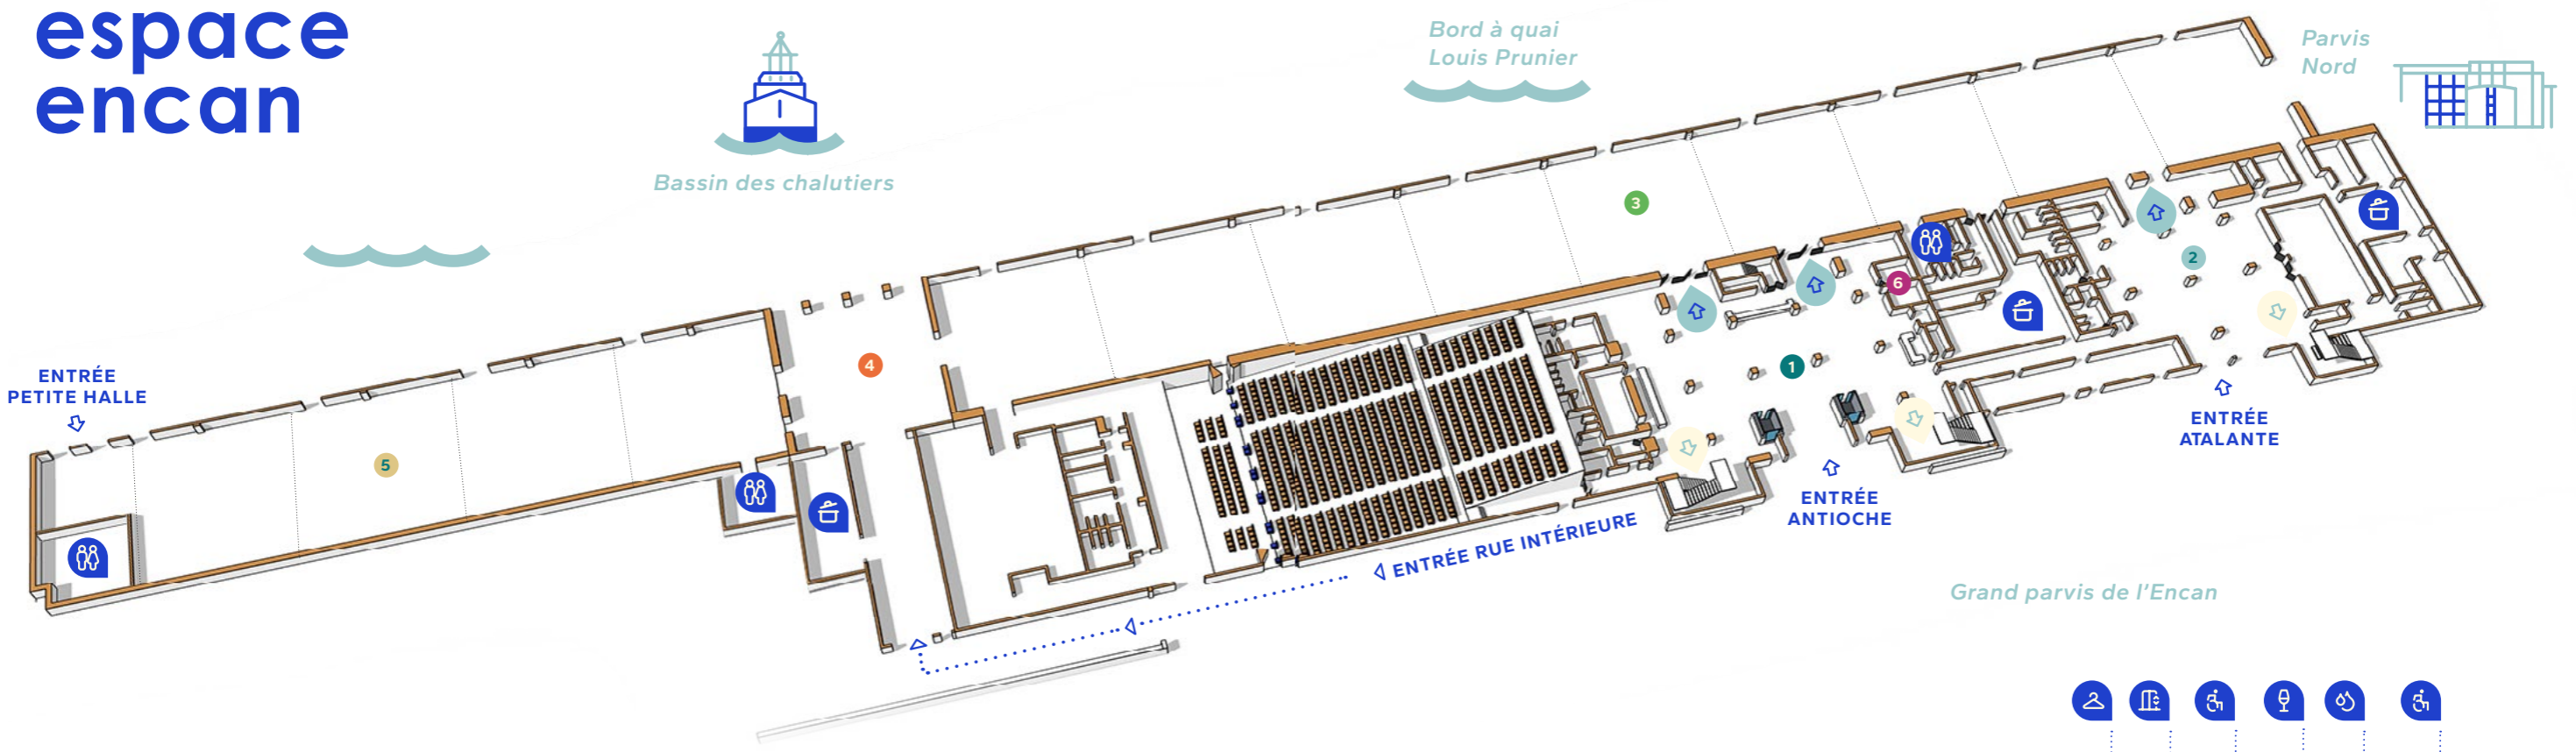 espace
encan
Bord à quai
Louis Prunier
Parvis
Nord
Bassin des chalutiers
3
2
6
4
1
ENTRÉE
PETITE HALLE
5
ENTRÉE
ATALANTE
ENTRÉE
ANTIOCHE
ENTRÉE RUE INTÉRIEURE
Grand parvis de l'Encan